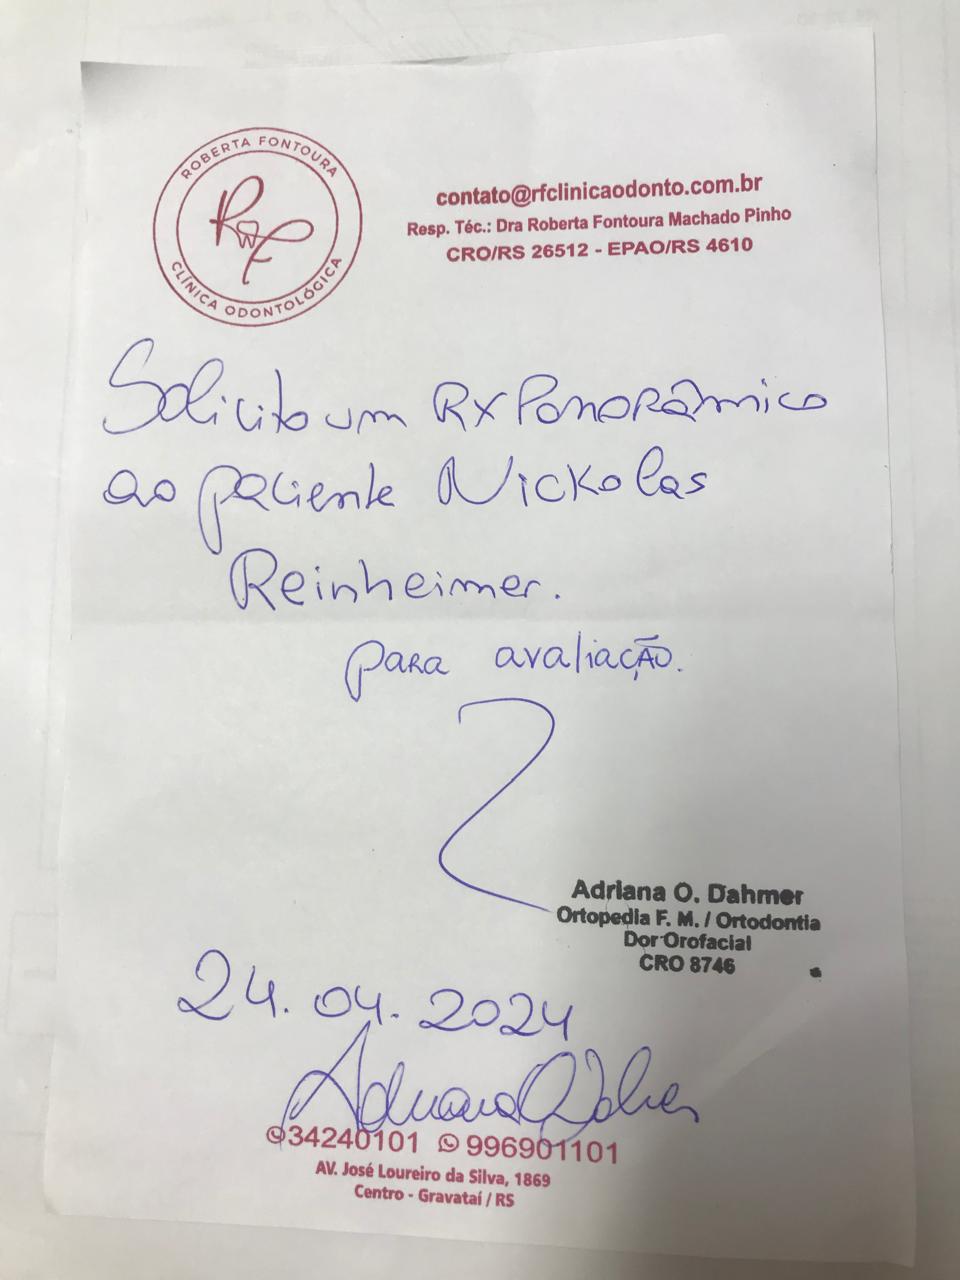 ROBERTA FONTOURA
RF
CLÍNICA ODONTOLÓGICA
contato@rfclinicaodonto.com.br
Resp. Téc.: Dra Roberta Fontoura Machado Pinho
CRO/RS 26512 - EPAO/RS 4610
Solicito um RX Panorâmico
ao paciente Nickolas
Reinheimer.
para avaliação.
Adriana O. Dahmer
Ortopedia F. M. / Ortodontia
Dor Orofacial
CRO 8746
24.04.2024
Adriana O Dahmer
34240101 996901101
AV. José Loureiro da Silva, 1869
Centro - Gravataí / RS